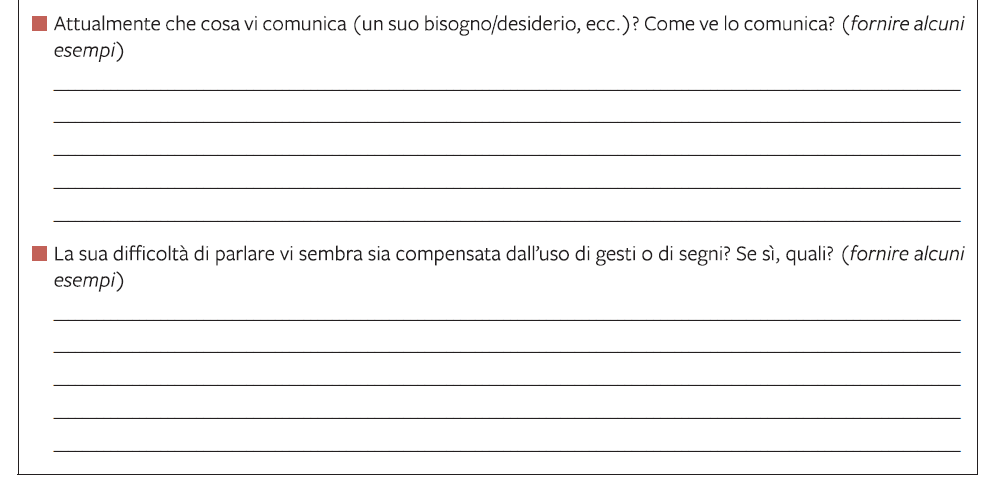 Attualmente che cosa vi comunica (un suo bisogno/desiderio, ecc.)? Come ve lo comunica? (fornire alcuni
esempi)
La sua difficoltà di parlare vi sembra sia compensata dall'uso di gesti o di segni? Se sì, quali? (fornire alcuni
esempi)